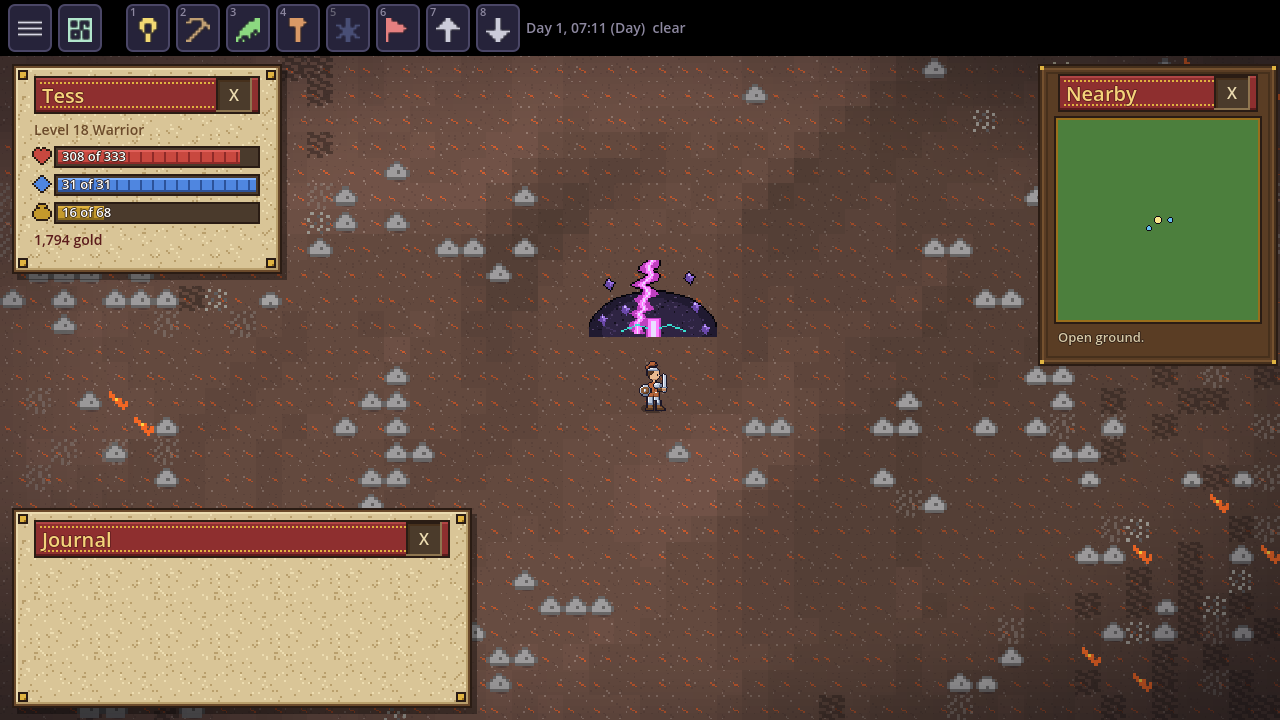 1 2 3 4 5 6 7 8
Day 1, 07:11 (Day) clear
Tess X
Level 18 Warrior
308 of 333
31 of 31
16 of 68
1,794 gold
Nearby X
Open ground.
Journal X